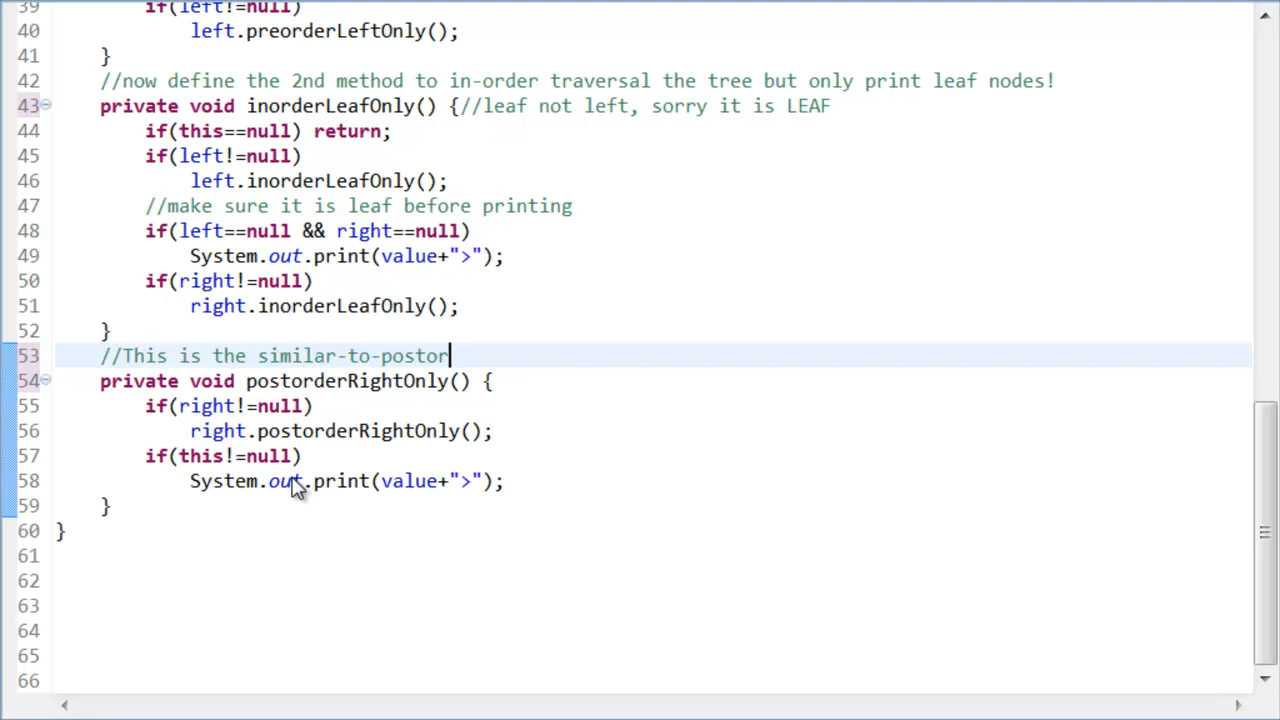 39 if(left!=null)
40 left.preorderLeftOnly();
41 }
42 //now define the 2nd method to in-order traversal the tree but only print leaf nodes!
43 private void inorderLeafOnly() {//leaf not left, sorry it is LEAF
44 if(this==null) return;
45 if(left!=null)
46 left.inorderLeafOnly();
47 //make sure it is leaf before printing
48 if(left==null && right==null)
49 System.out.print(value+">");
50 if(right!=null)
51 right.inorderLeafOnly();
52 }
53 //This is the similar-to-postor
54 private void postorderRightOnly() {
55 if(right!=null)
56 right.postorderRightOnly();
57 if(this!=null)
58 System.out.print(value+">");
59 }
60 }
61
62
63
64
65
66